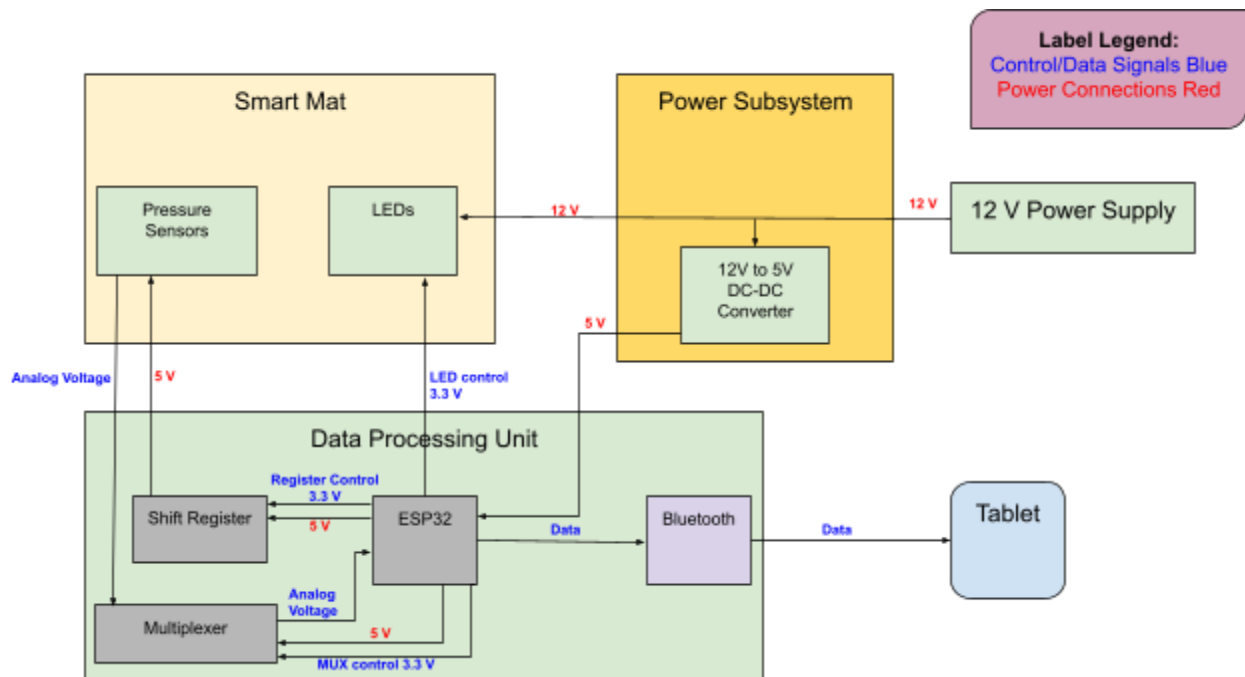 Label Legend:
Control/Data Signals Blue
Power Connections Red
Smart Mat
Power Subsystem
Pressure
Sensors
LEDs
12 V
12 V
12 V Power Supply
12V to 5V
DC-DC
Converter
5 V
Analog Voltage
5 V
LED control
3.3 V
Data Processing Unit
Register Control
3.3 V
Shift Register
5 V
ESP32
Data
Bluetooth
Data
Tablet
Analog
Voltage
Multiplexer
5 V
MUX control 3.3 V